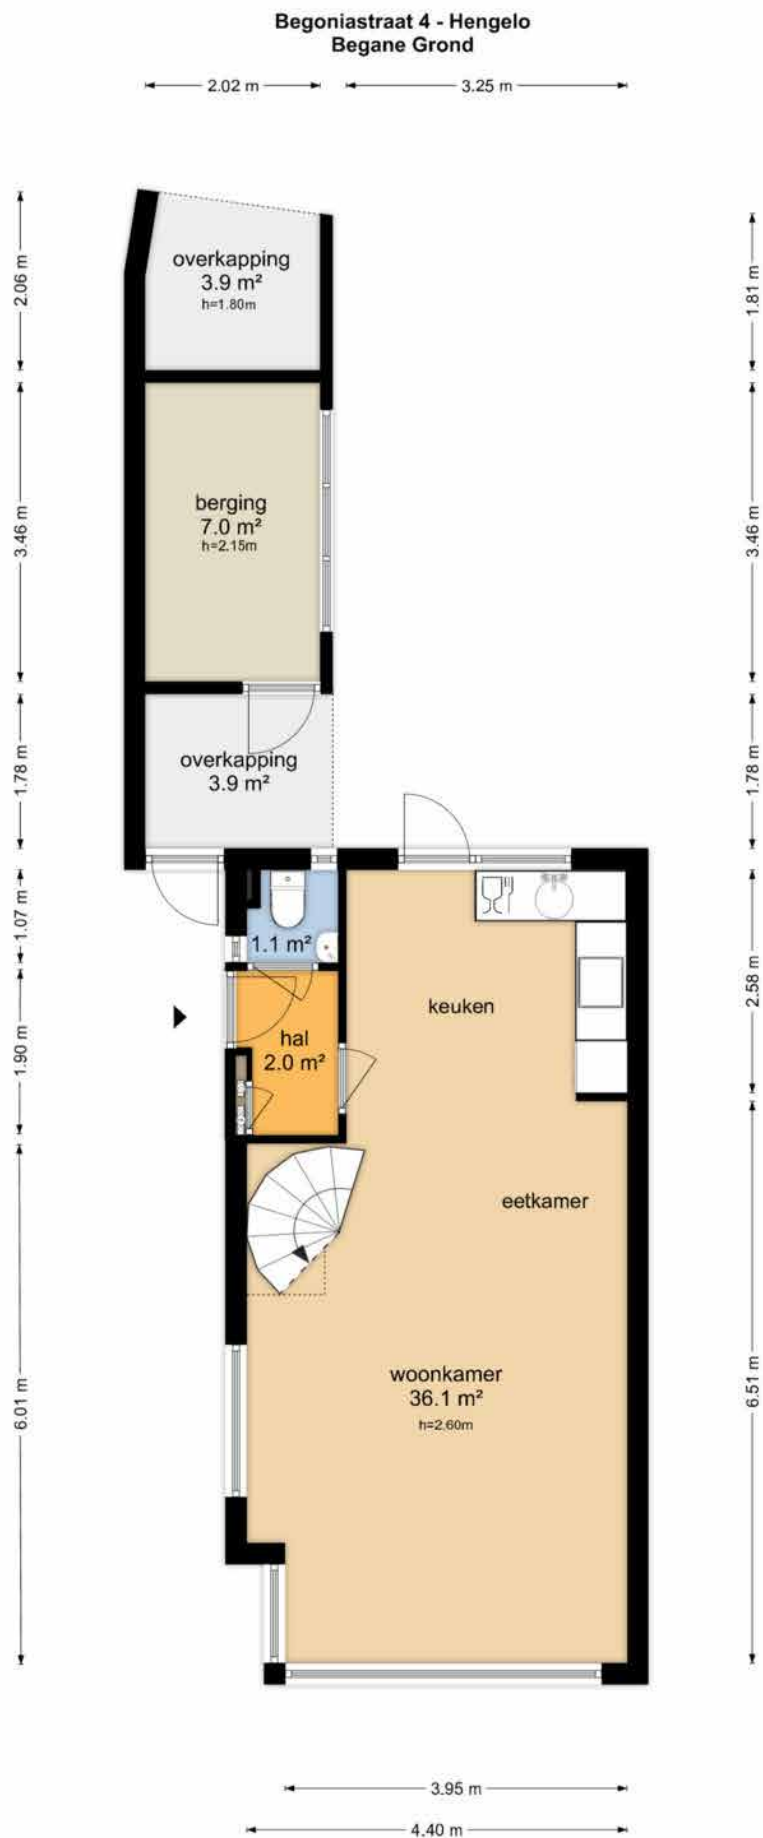 Begoniastraat 4 - Hengelo
Begane Grond
2.02 m
3.25 m
2.06 m
1.81 m
overkapping
3.9 m²
h=1.80m
3.46 m
3.46 m
berging
7.0 m²
h=2.15m
1.78 m
1.78 m
overkapping
3.9 m²
1.07 m
1.1 m²
2.58 m
keuken
1.90 m
hal
2.0 m²
eetkamer
6.01 m
6.51 m
woonkamer
36.1 m²
h=2.60m
3.95 m
4.40 m